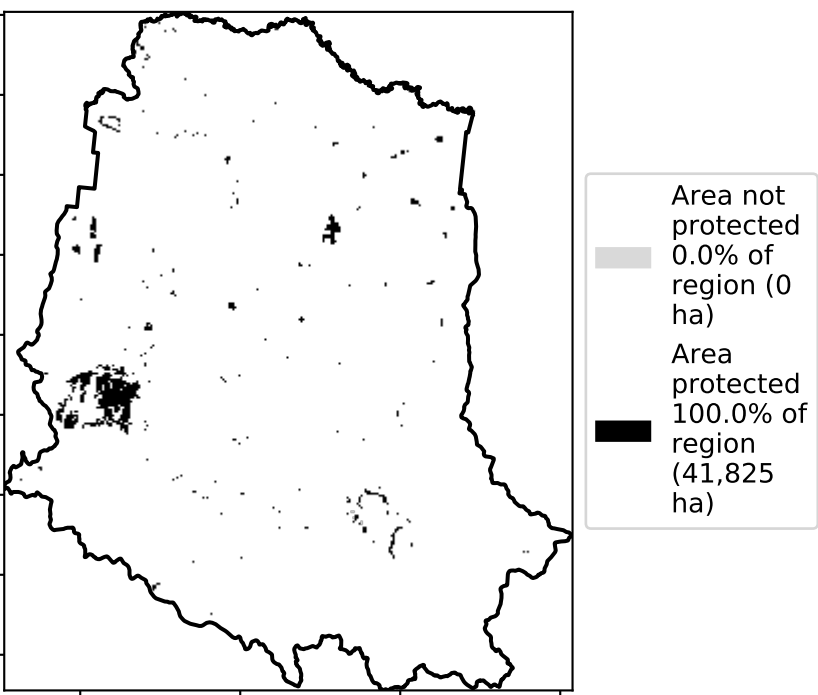 Area not
protected
0.0% of
region (0
ha)
Area
protected
100.0% of
region
(41,825
ha)